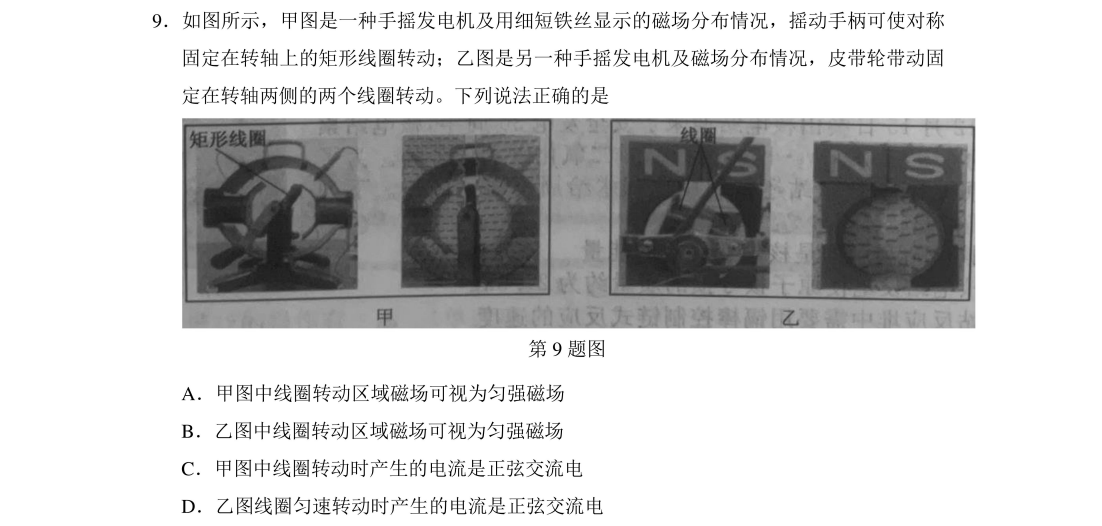 9．如图所示，甲图是一种手摇发电机及用细短铁丝显示的磁场分布情况，摇动手柄可使对称
固定在转轴上的矩形线圈转动；乙图是另一种手摇发电机及磁场分布情况，皮带轮带动固
定在转轴两侧的两个线圈转动。下列说法正确的是
矩形线圈
线圈
N S
N S
甲
乙
第 9 题图
A．甲图中线圈转动区域磁场可视为匀强磁场
B．乙图中线圈转动区域磁场可视为匀强磁场
C．甲图中线圈转动时产生的电流是正弦交流电
D．乙图线圈匀速转动时产生的电流是正弦交流电